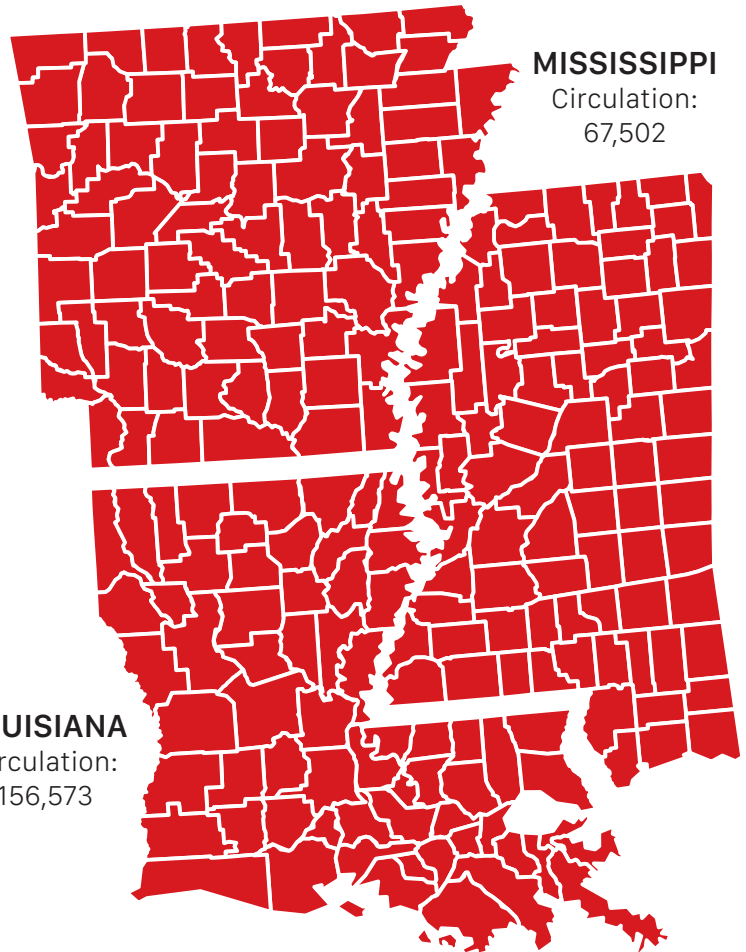 MISSISSIPPI
Circulation:
67,502
UISIANA
rculation:
156,573